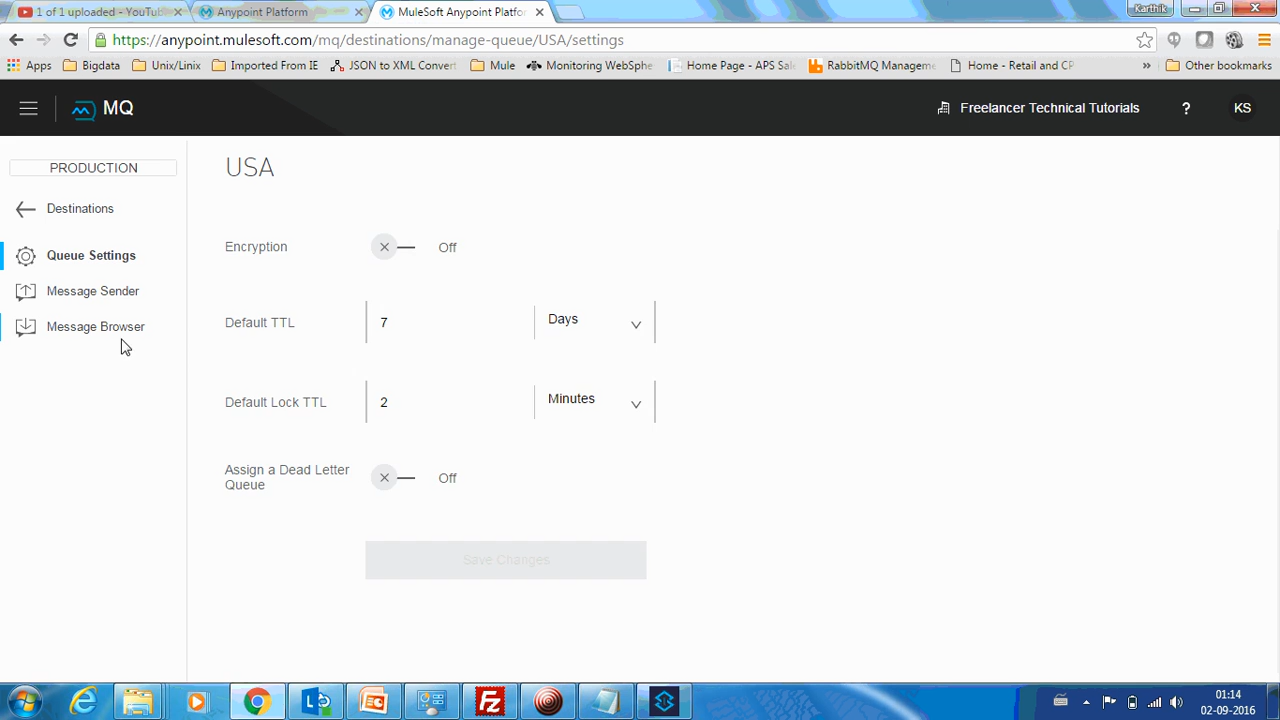 1 of 1 uploaded - YouTub
Anypoint Platform
MuleSoft Anypoint Platfor
Karthik
https://anypoint.mulesoft.com/mq/destinations/manage-queue/USA/settings
Apps
Bigdata
Unix/Linix
Imported From IE
JSON to XML Convert
Mule
Monitoring WebSphe
Home Page - APS Sal
RabbitMQ Manageme
Home - Retail and CP
»
Other bookmarks
MQ
Freelancer Technical Tutorials
?
KS
PRODUCTION
USA
Destinations
Queue Settings
Message Sender
Message Browser
Encryption
Off
Default TTL
7
Days
Default Lock TTL
2
Minutes
Assign a Dead Letter
Queue
Off
Save Changes
01:14
02-09-2016